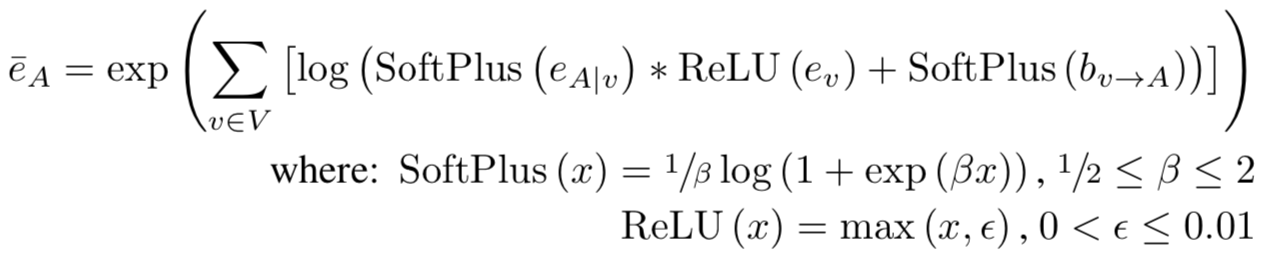 ē_A = exp ( ∑_{v∈V} [log (SoftPlus (e_{A|v}) ∗ ReLU (e_v) + SoftPlus (b_{v→A}))] )
where: SoftPlus (x) = 1/β log (1 + exp (βx)) , 1/2 ≤ β ≤ 2
ReLU (x) = max (x, ϵ) , 0 < ϵ ≤ 0.01